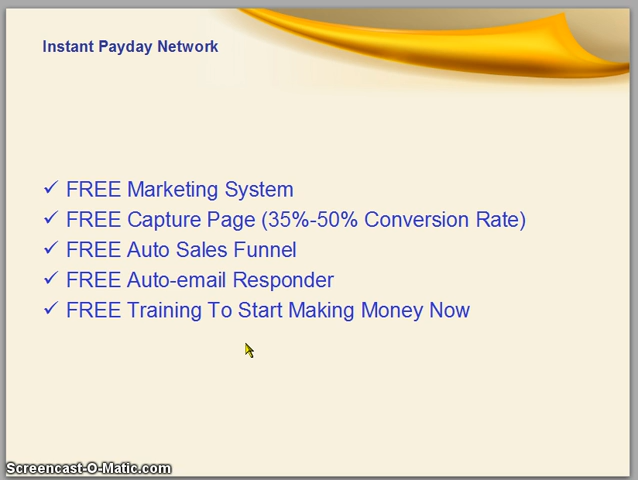 Instant Payday Network
✓ FREE Marketing System
✓ FREE Capture Page (35%-50% Conversion Rate)
✓ FREE Auto Sales Funnel
✓ FREE Auto-email Responder
✓ FREE Training To Start Making Money Now
Screencast-O-Matic.com